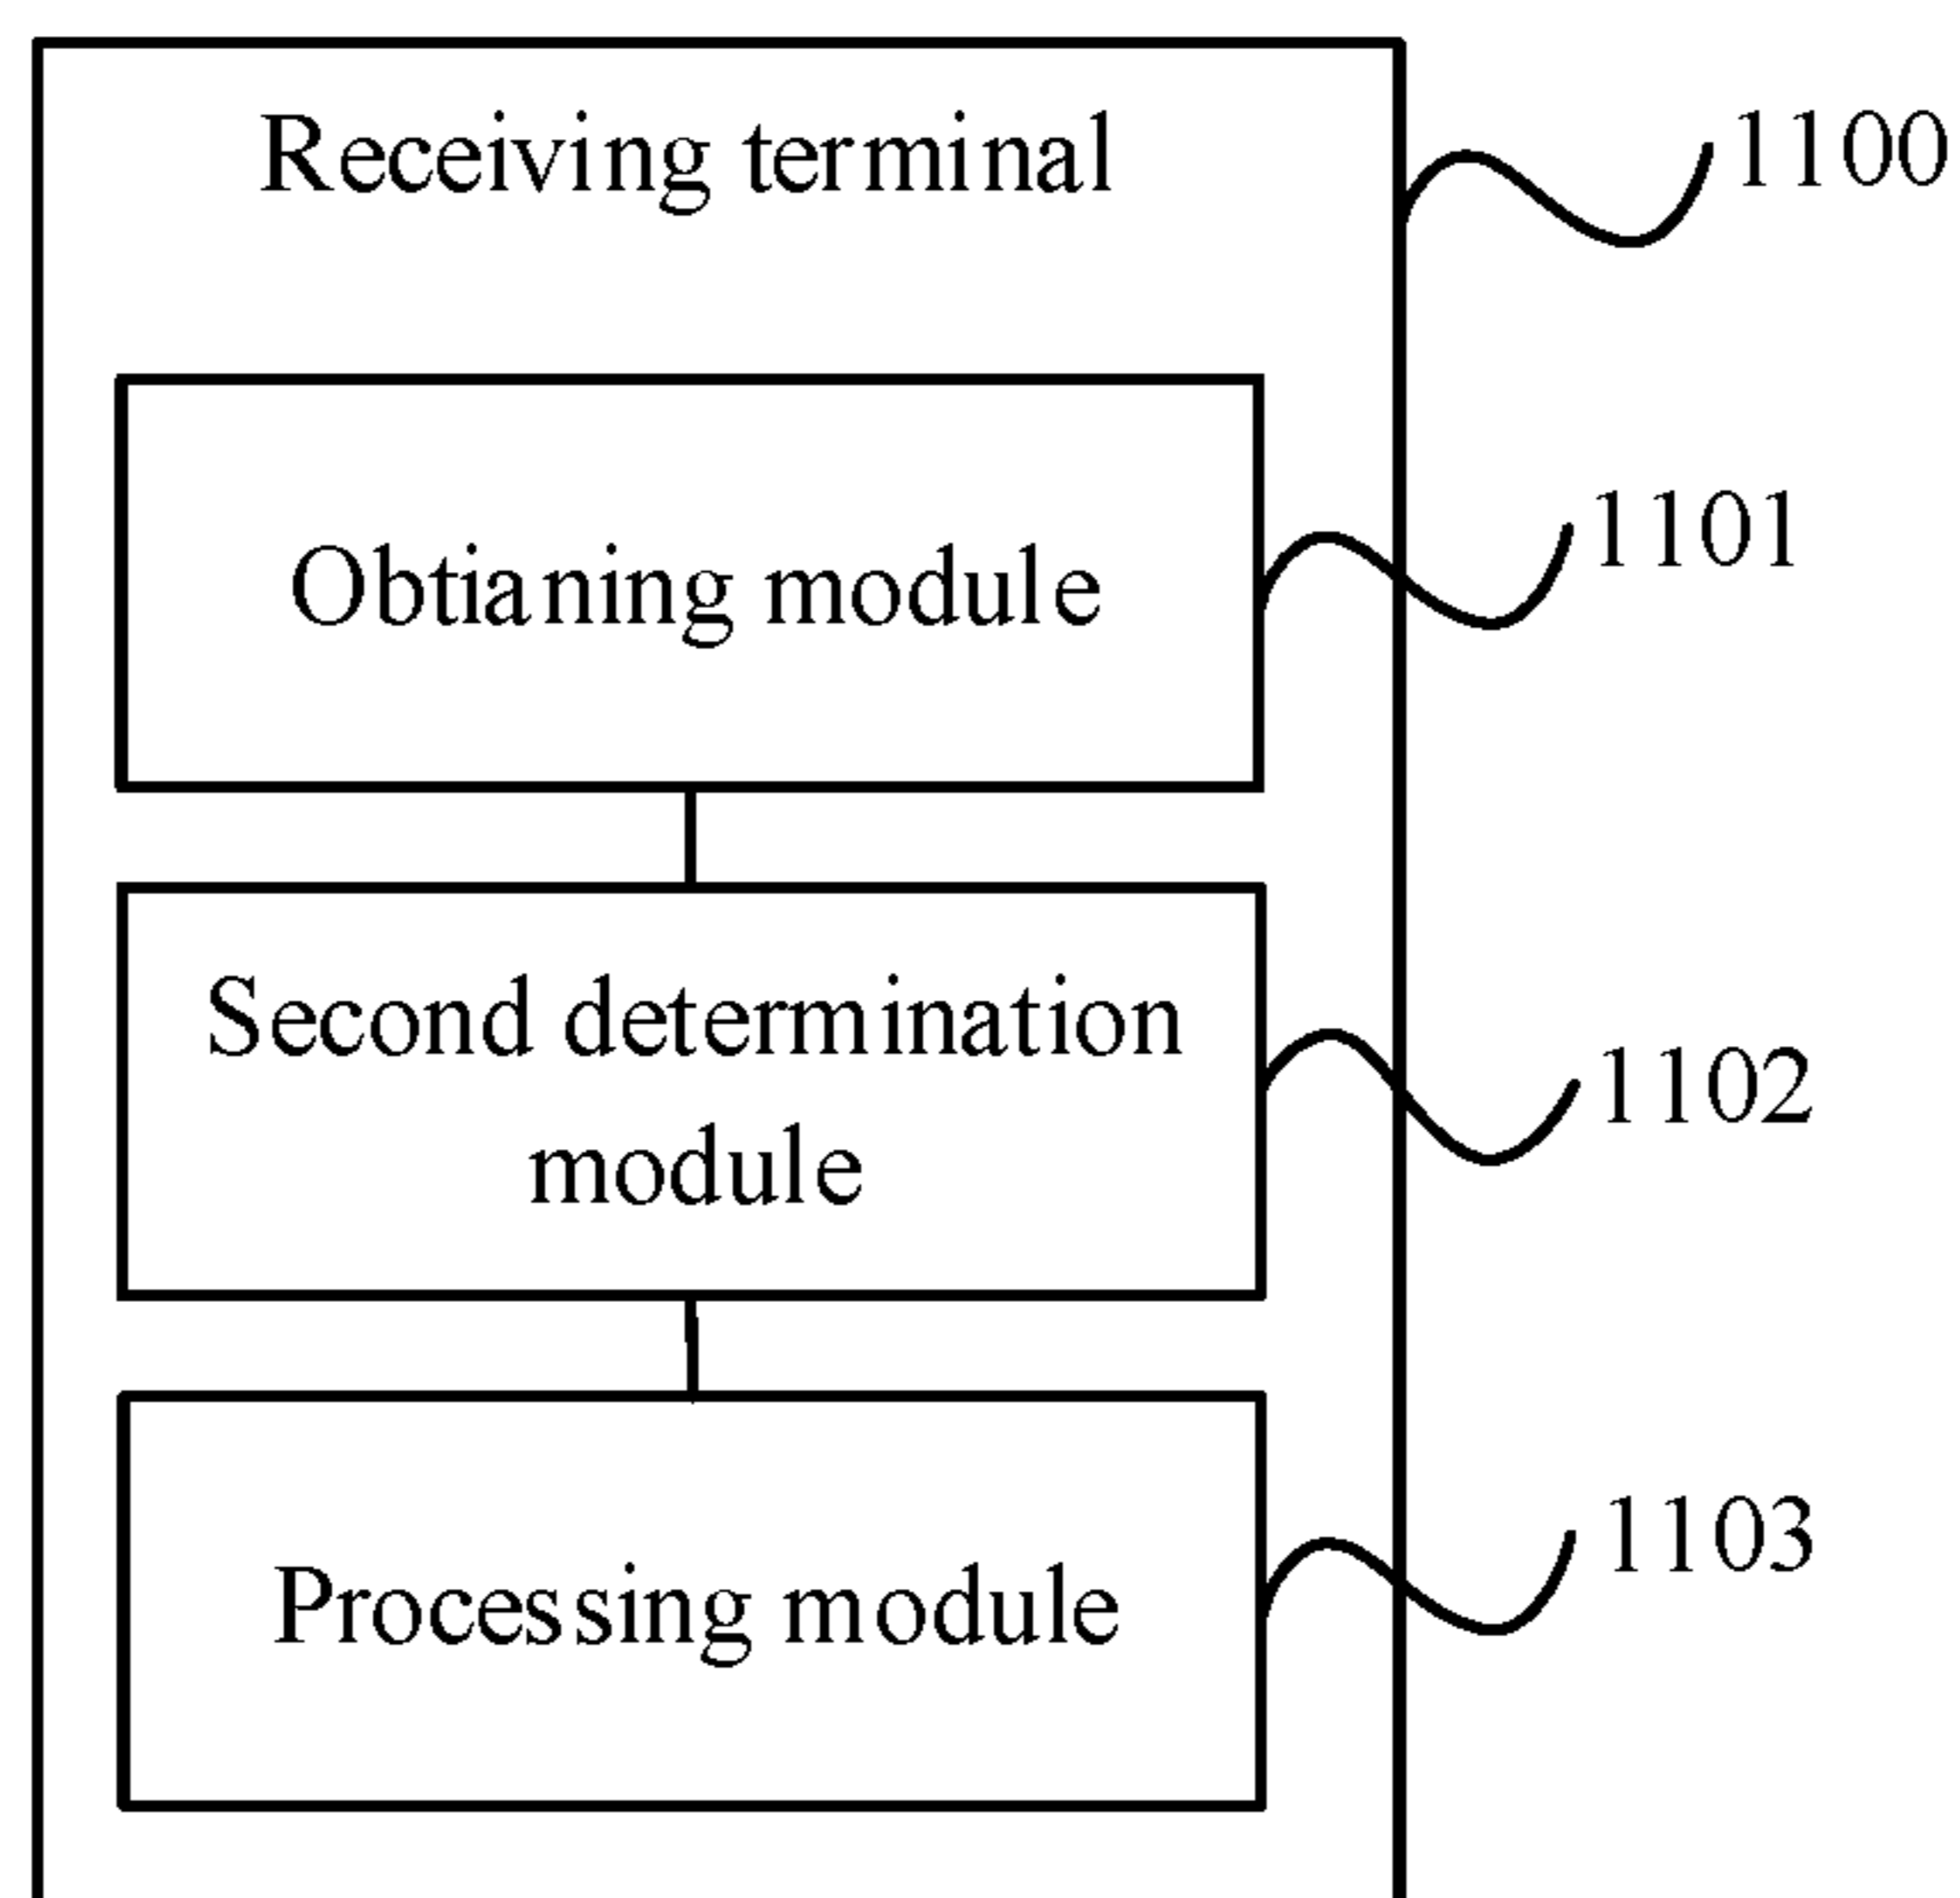 Receiving terminal
1100
Obtianing module
1101
Second determination
module
1102
Processing module
1103